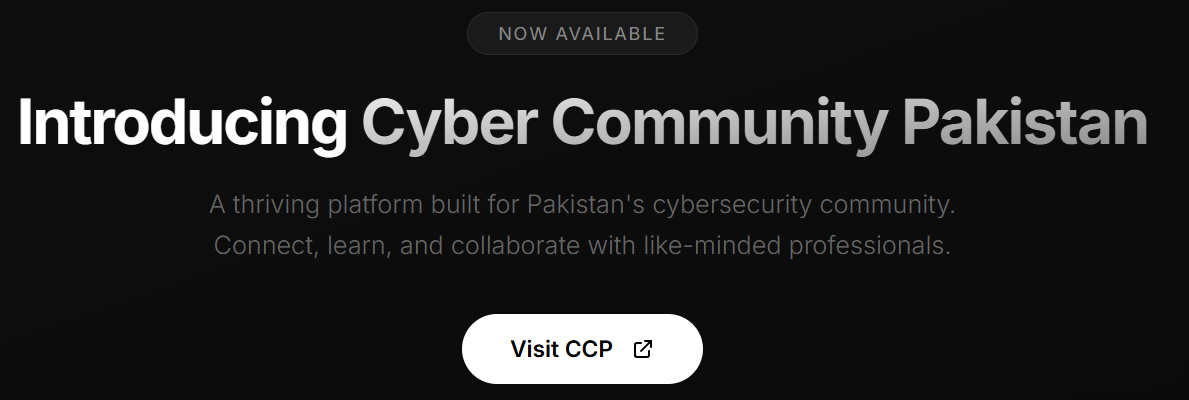 NOW AVAILABLE
Introducing Cyber Community Pakistan
A thriving platform built for Pakistan's cybersecurity community.
Connect, learn, and collaborate with like-minded professionals.
Visit CCP